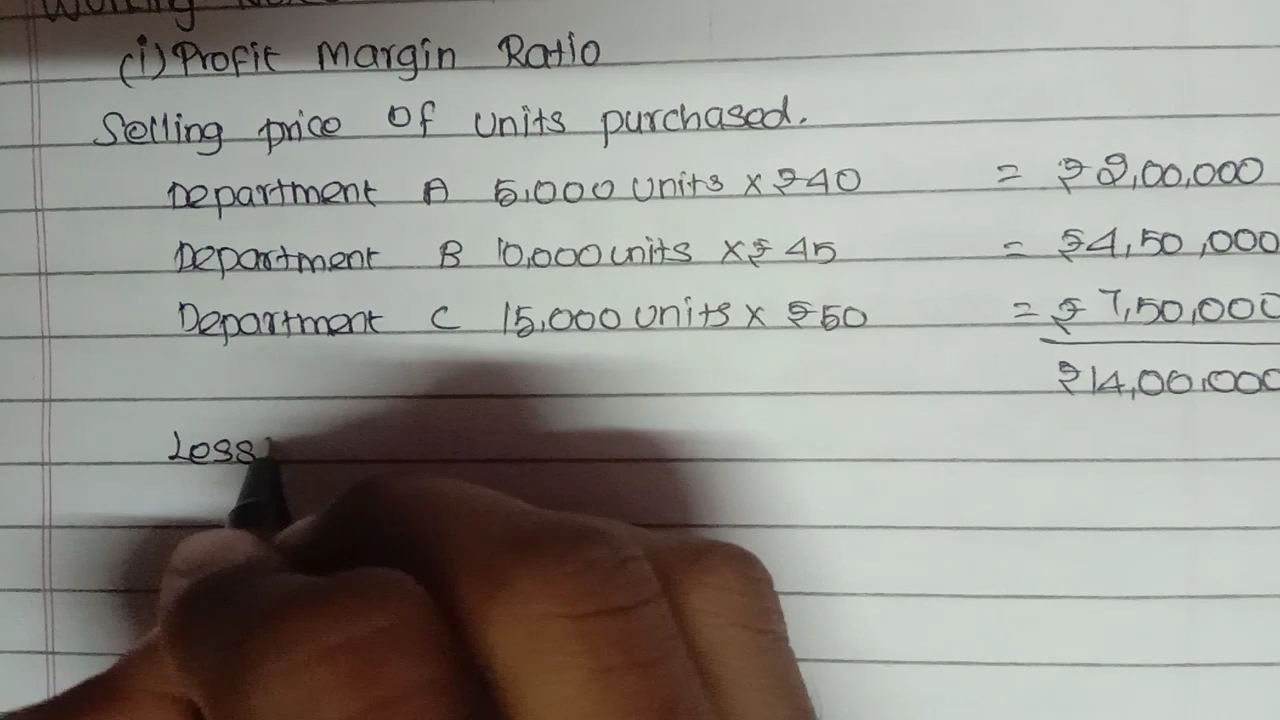 (i) Profit Margin Ratio
Selling price of units purchased.
Department A 5,000 units x ₹40 = ₹2,00,000
Department B 10,000 units x ₹45 = ₹4,50,000
Department C 15,000 units x ₹50 = ₹7,50,000
₹14,00,000
Less